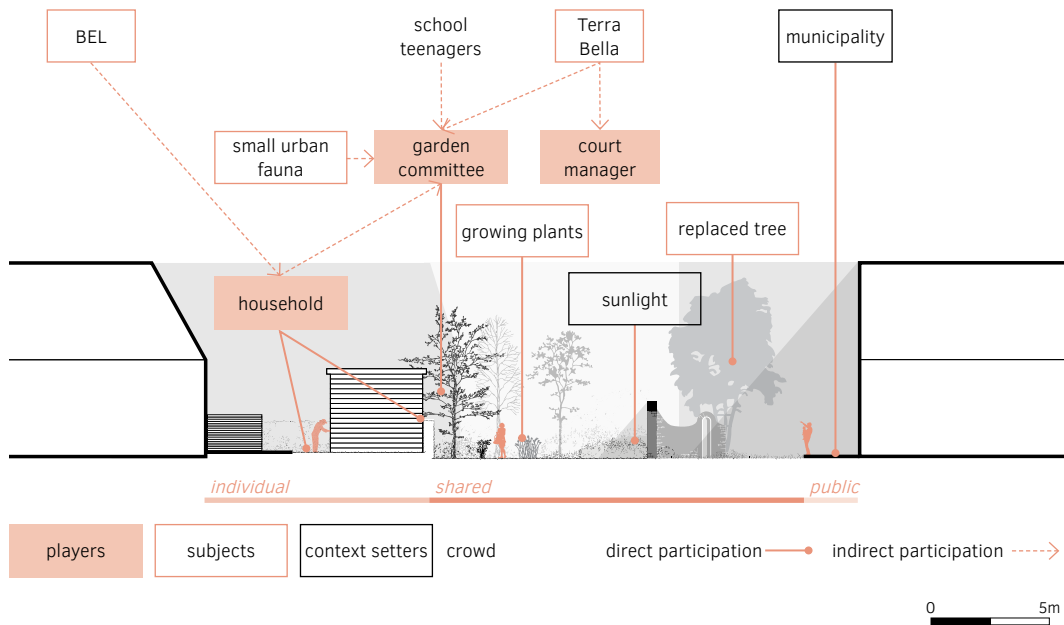 BEL
school
teenagers
Terra
Bella
municipality
small urban
fauna
garden
committee
court
manager
growing plants
replaced tree
household
sunlight
individual
shared
public
players
subjects
context setters
crowd
direct participation
indirect participation
0
5m